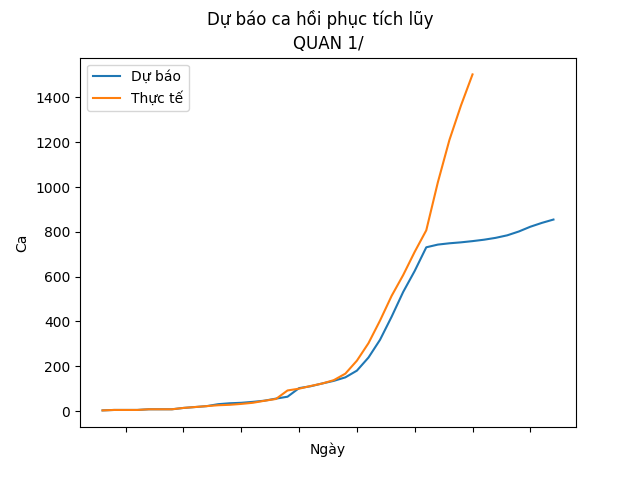 Dự báo ca hồi phục tích lũy
QUAN 1/
Dự báo
Thực tế
1400
1200
1000
800
600
400
200
0
Ca
Ngày